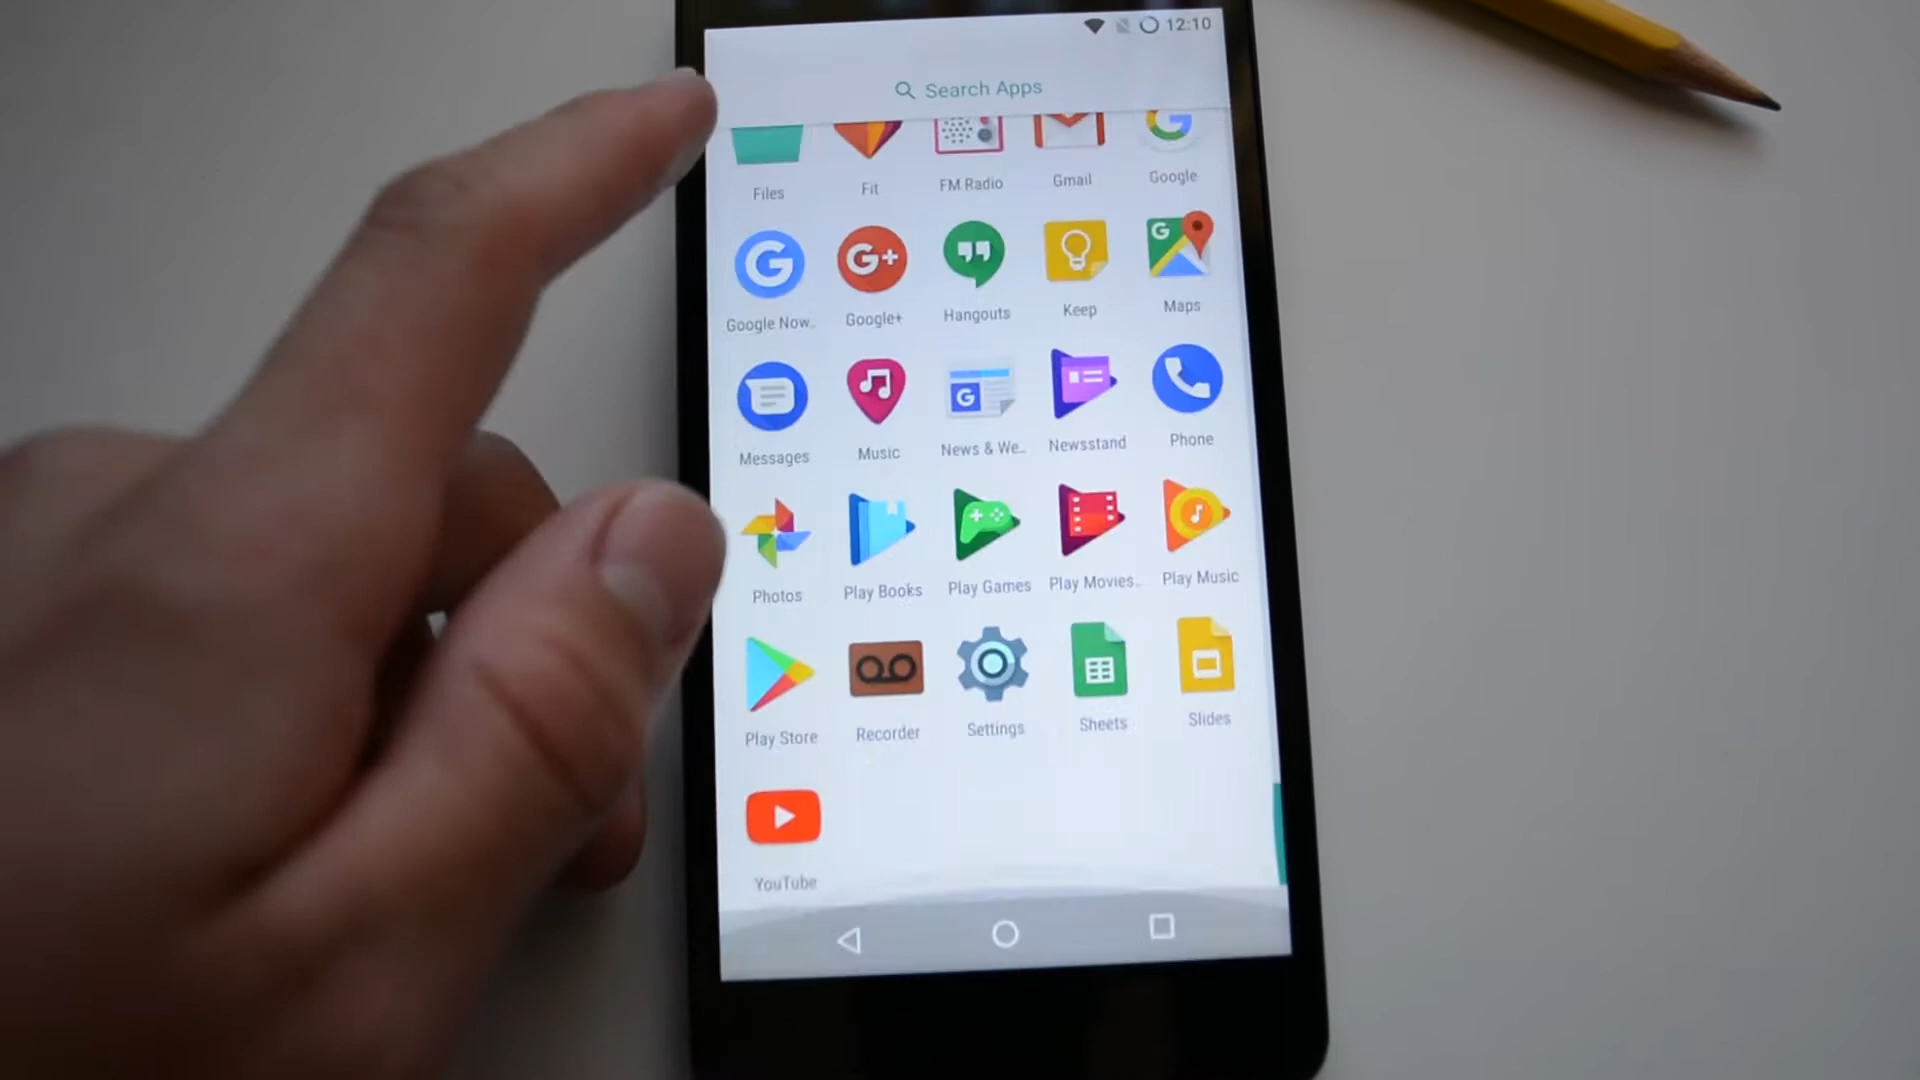 12:10
Search Apps
Files Fit FM Radio Gmail Google
G G+ G
Google Now.. Google+ Hangouts Keep Maps
G
Messages Music News & We.. Newsstand Phone
Photos Play Books Play Games Play Movies.. Play Music
Play Store Recorder Settings Sheets Slides
YouTube